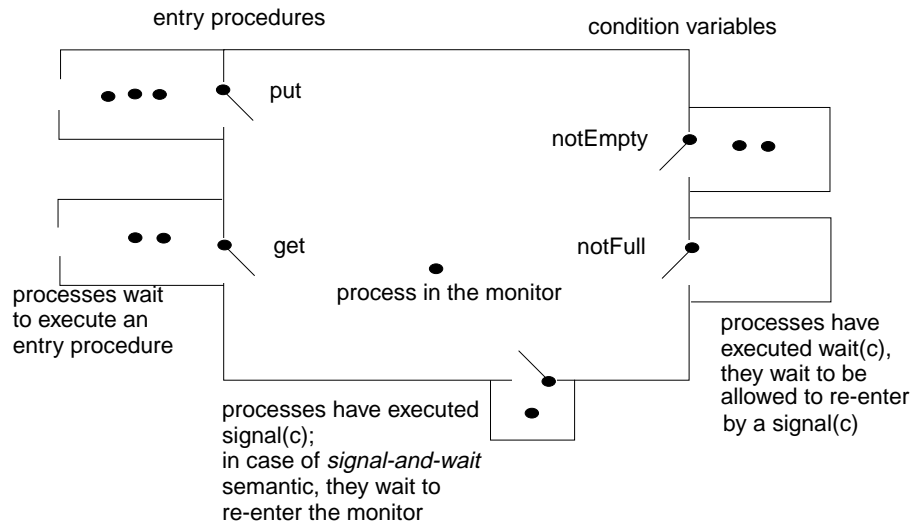 entry procedures
condition variables
put
notEmpty
get
notFull
process in the monitor
processes wait
to execute an
entry procedure
processes have
executed wait(c),
they wait to be
allowed to re-enter
by a signal(c)
processes have executed
signal(c);
in case of signal-and-wait
semantic, they wait to
re-enter the monitor